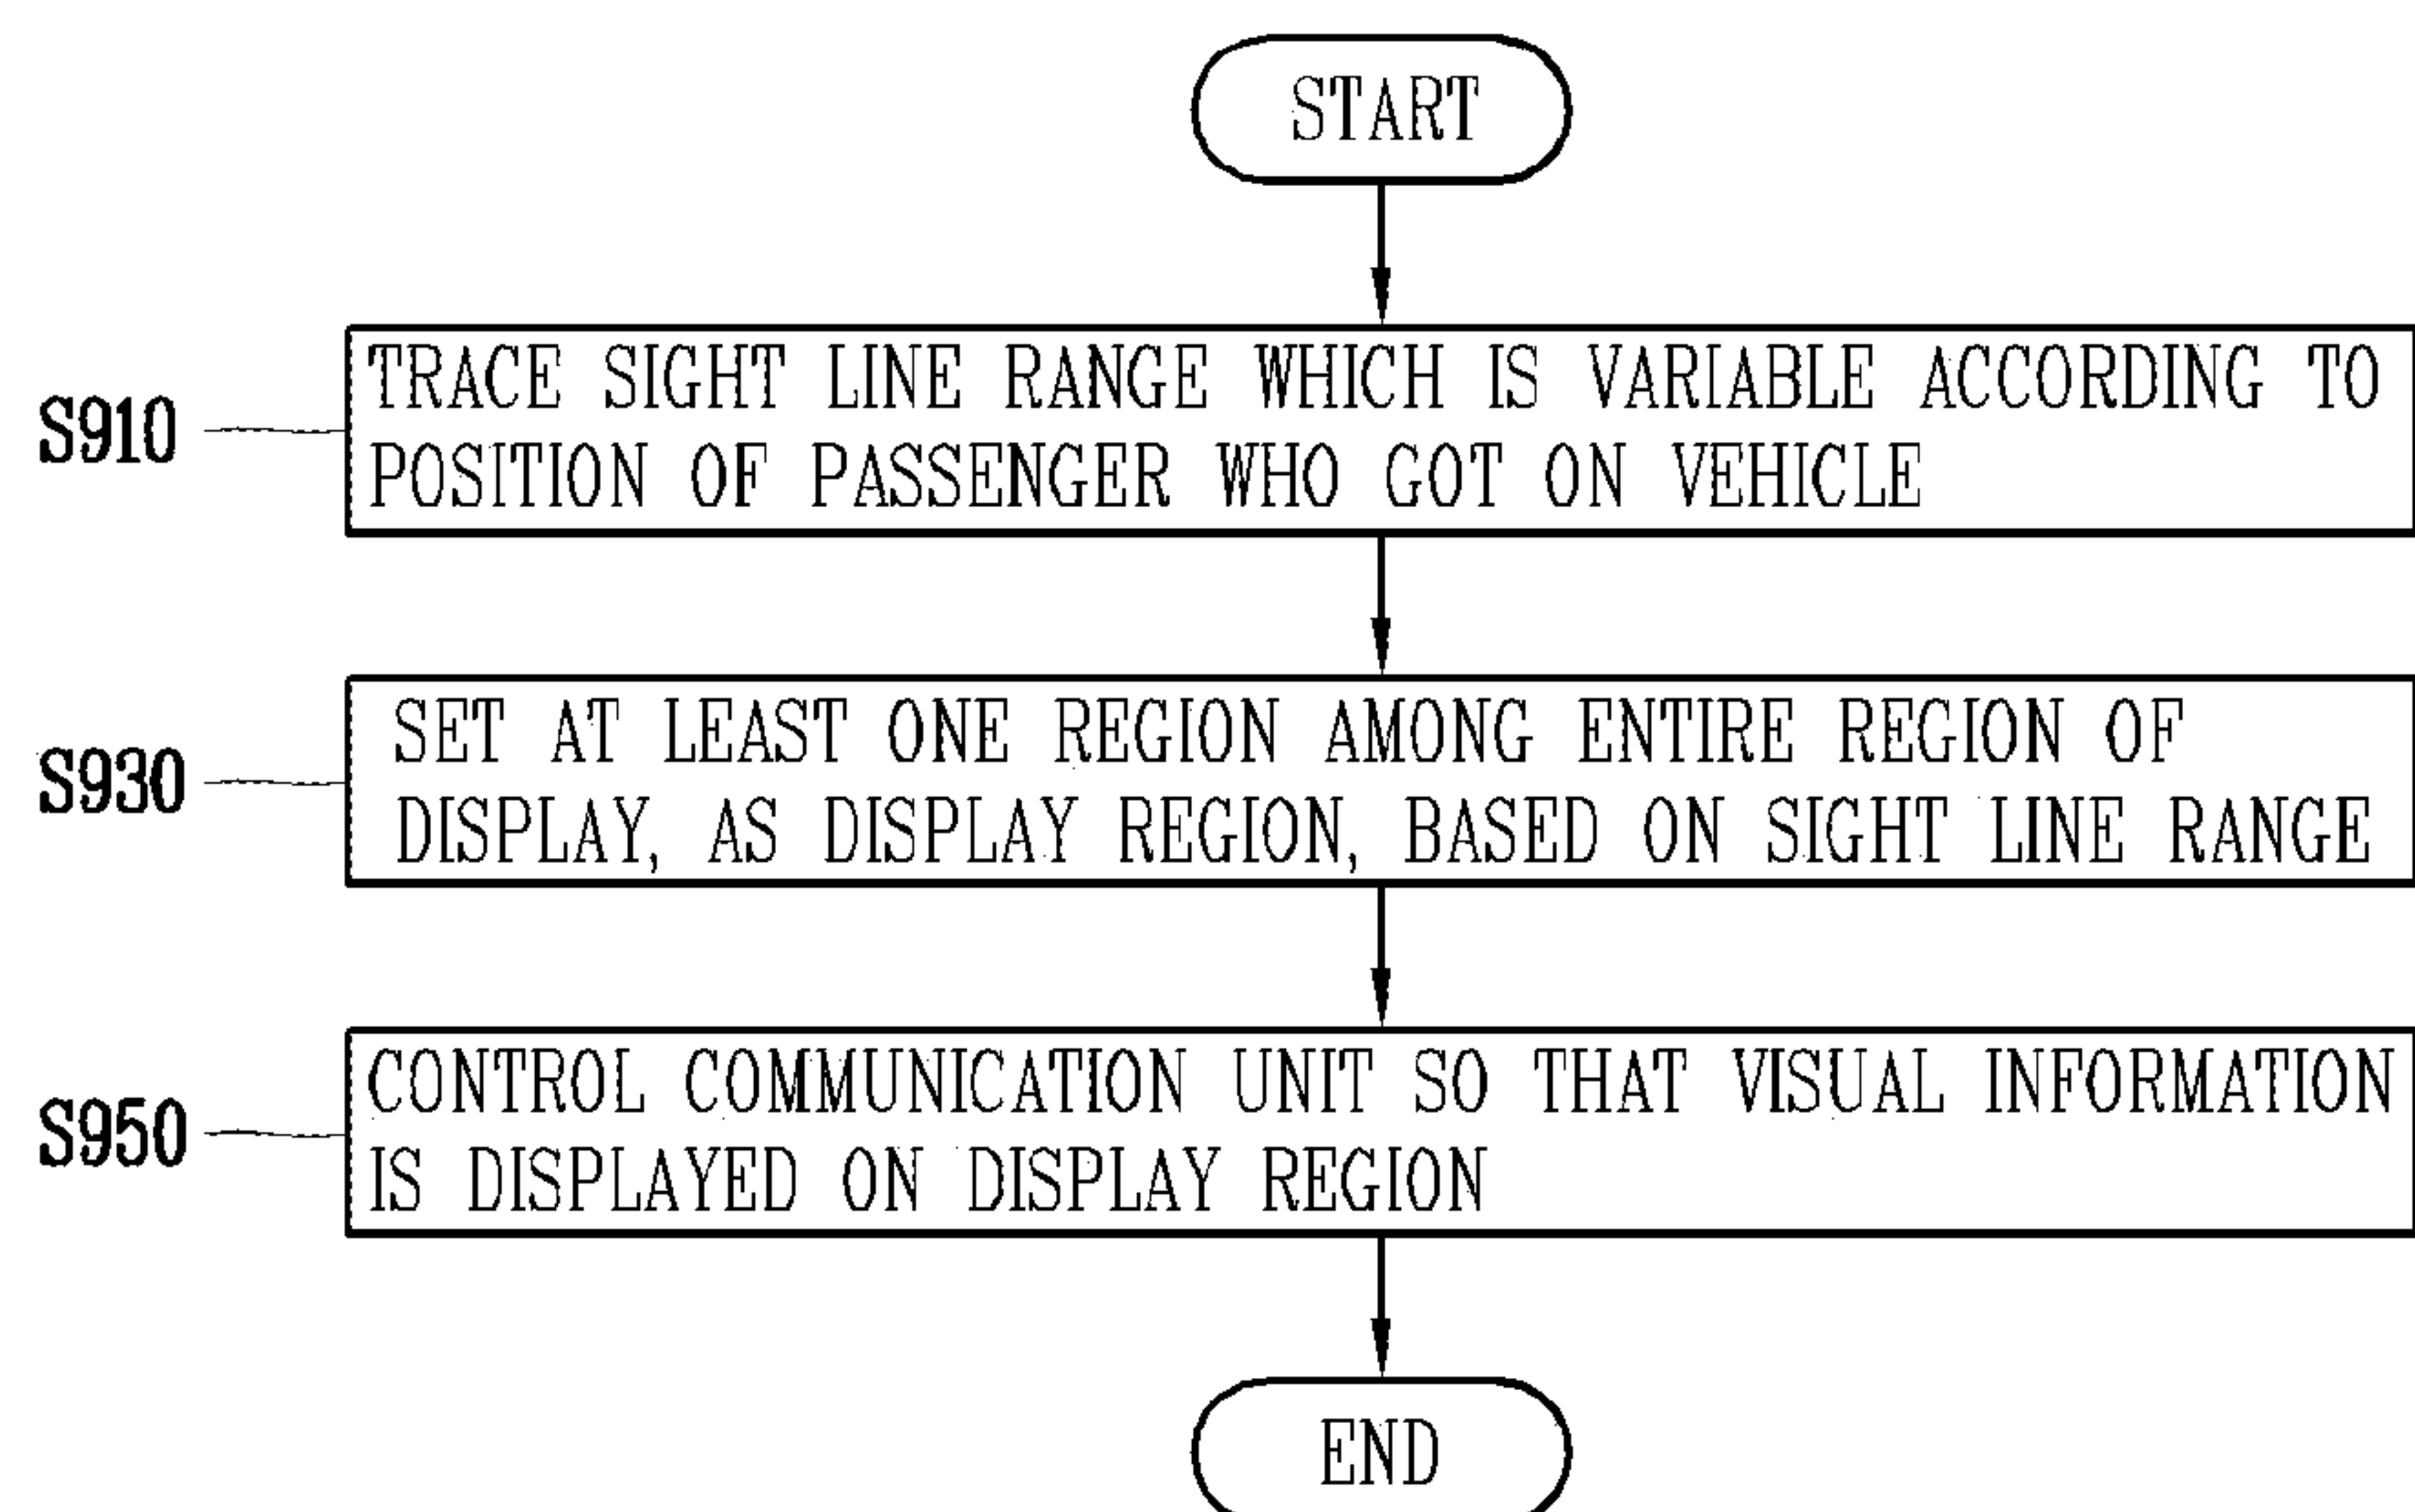 START
S910
TRACE SIGHT LINE RANGE WHICH IS VARIABLE ACCORDING TO
POSITION OF PASSENGER WHO GOT ON VEHICLE
S930
SET AT LEAST ONE REGION AMONG ENTIRE REGION OF
DISPLAY, AS DISPLAY REGION, BASED ON SIGHT LINE RANGE
S950
CONTROL COMMUNICATION UNIT SO THAT VISUAL INFORMATION
IS DISPLAYED ON DISPLAY REGION
END